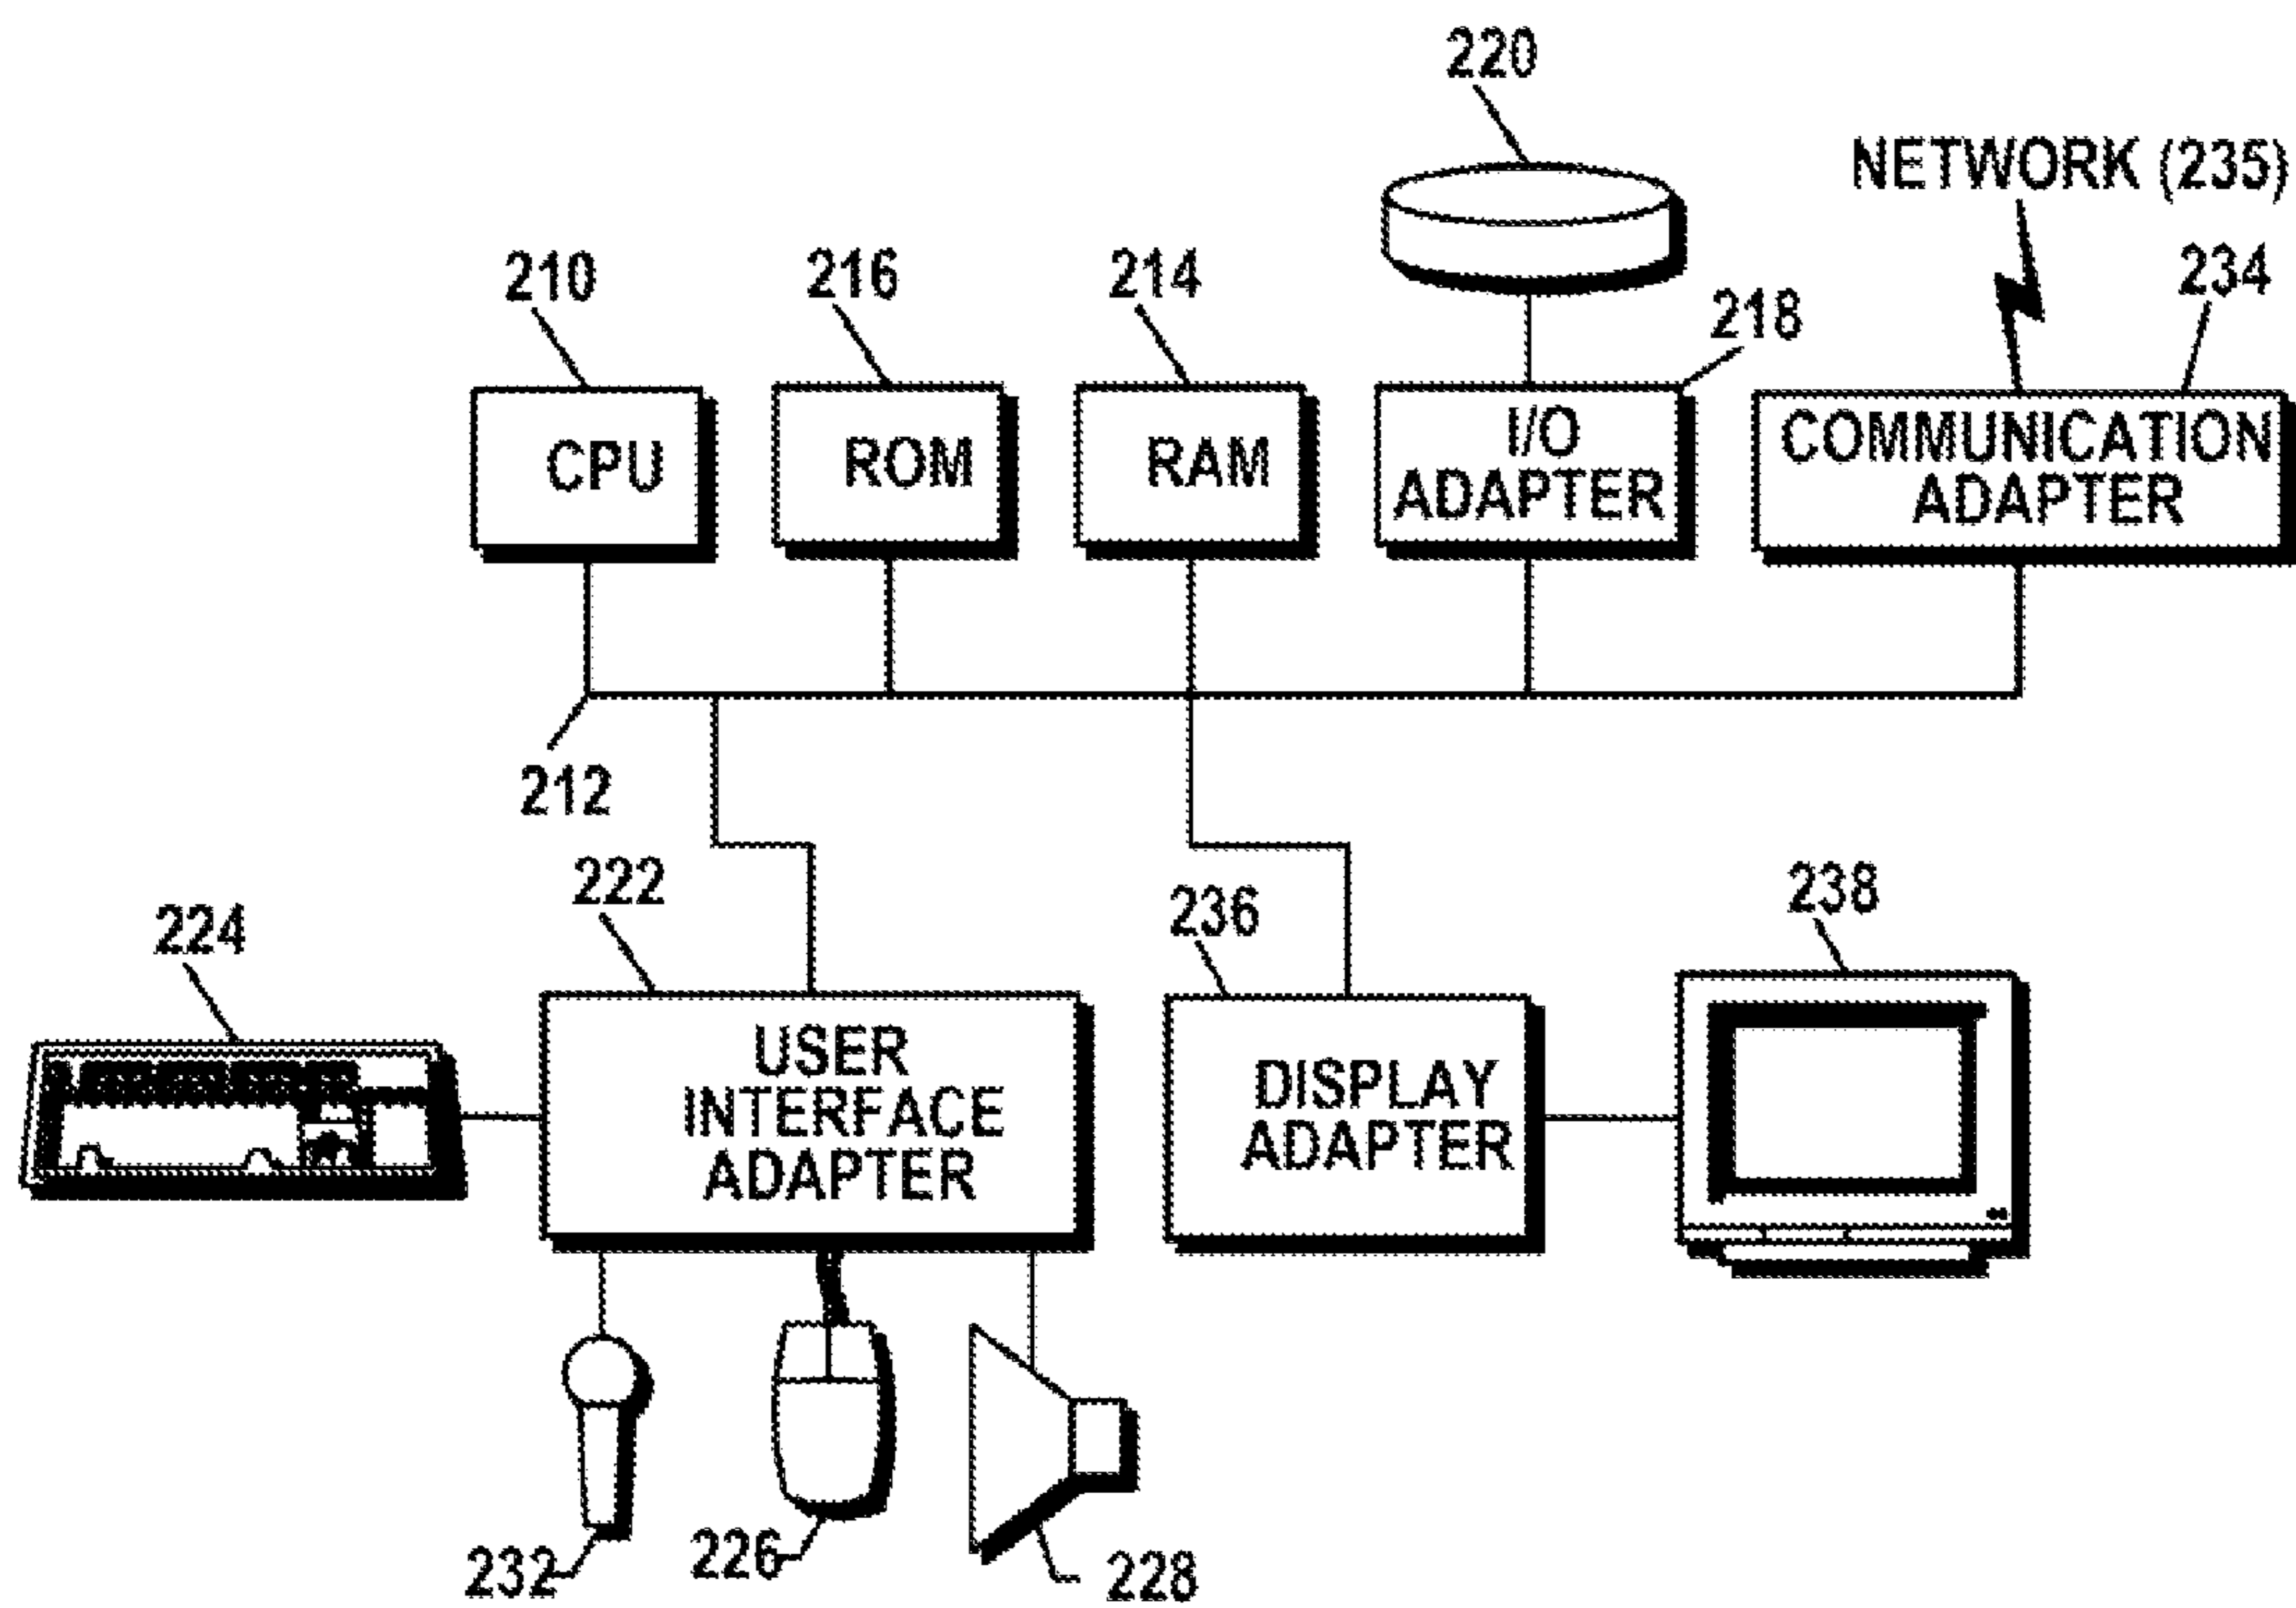 220
NETWORK (235)
210
216
214
218
234
CPU
ROM
RAM
I/O
ADAPTER
COMMUNICATION
ADAPTER
212
222
224
236
238
USER
INTERFACE
ADAPTER
DISPLAY
ADAPTER
232
226
228